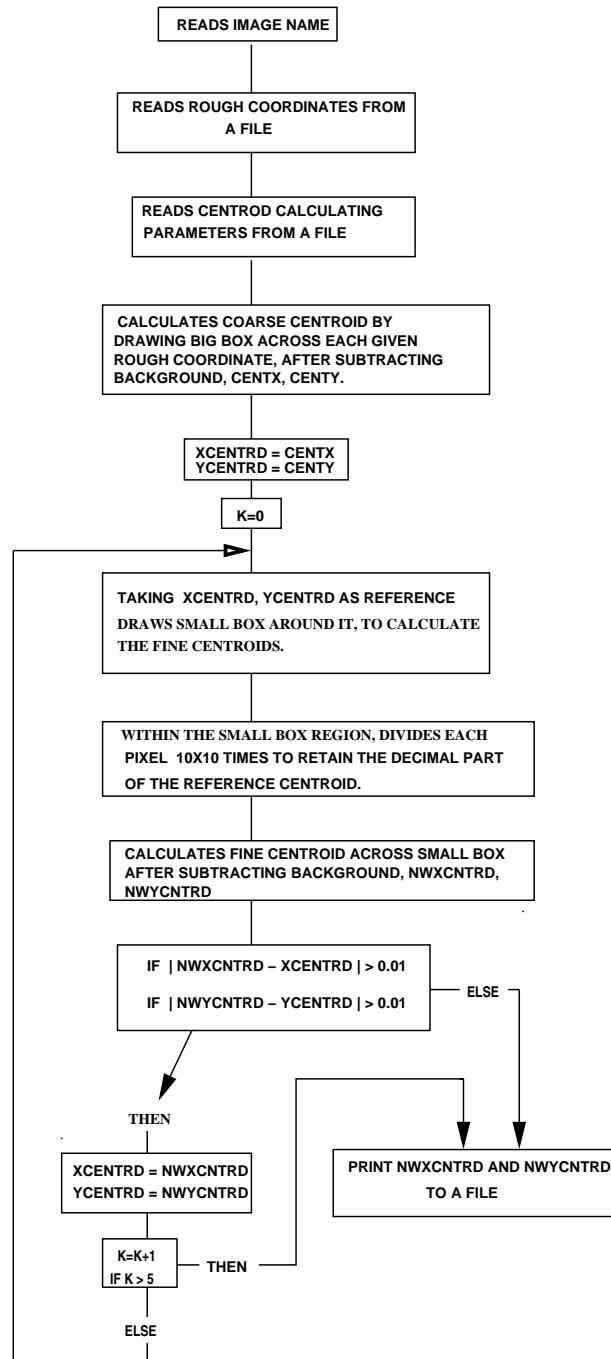 READS IMAGE NAME
READS ROUGH COORDINATES FROM
A FILE
READS CENTROD CALCULATING
PARAMETERS FROM A FILE
CALCULATES COARSE CENTROID BY
DRAWING BIG BOX ACROSS EACH GIVEN
ROUGH COORDINATE, AFTER SUBTRACTING
BACKGROUND, CENTX, CENTY.
XCENTRD = CENTX
YCENTRD = CENTY
K=0
TAKING XCENTRD, YCENTRD AS REFERENCE
DRAWS SMALL BOX AROUND IT, TO CALCULATE
THE FINE CENTROIDS.
WITHIN THE SMALL BOX REGION, DIVIDES EACH
PIXEL 10X10 TIMES TO RETAIN THE DECIMAL PART
OF THE REFERENCE CENTROID.
CALCULATES FINE CENTROID ACROSS SMALL BOX
AFTER SUBTRACTING BACKGROUND, NWXCNTRD,
NWYCNTRD
IF | NWXCNTRD – XCENTRD | > 0.01
IF | NWYCNTRD – YCENTRD | > 0.01
ELSE
THEN
XCENTRD = NWXCNTRD
YCENTRD = NWYCNTRD
PRINT NWXCNTRD AND NWYCNTRD
TO A FILE
K=K+1
IF K > 5
THEN
ELSE